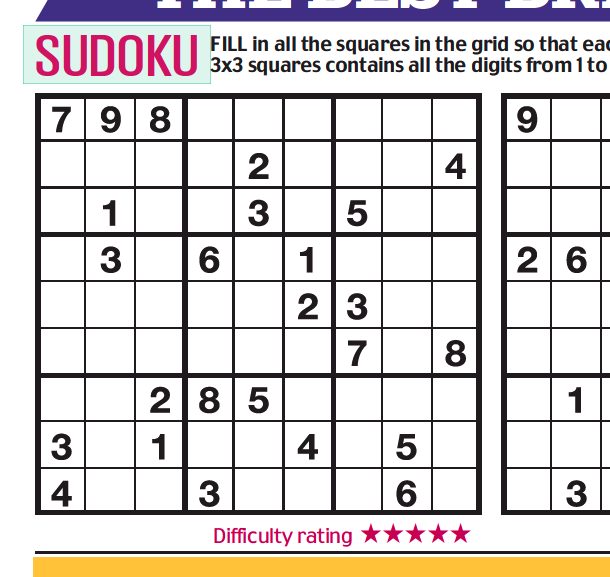 SUDOKU
FILL in all the squares in the grid so that
3x3 squares contains all the digits from 1 to
7 9 8
2 4
1 3 5
3 6 1
2 3
7 8
2 8 5
3 1 4 5
4 3 6
9
2 6
1
3
Difficulty rating ★★★★★